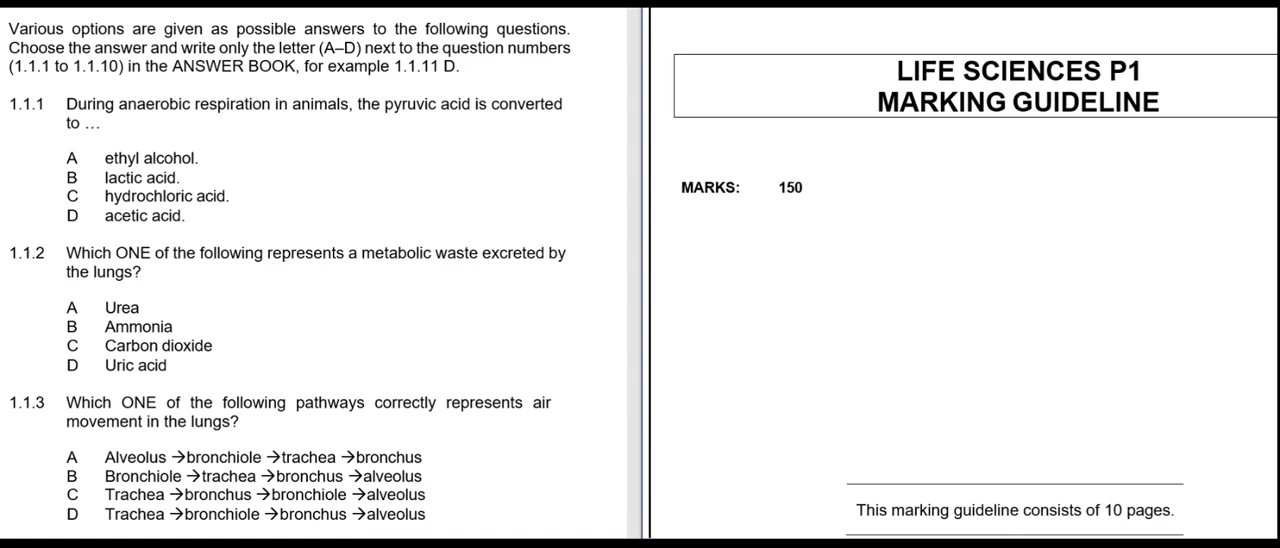 Various options are given as possible answers to the following questions.
Choose the answer and write only the letter (A–D) next to the question numbers
(1.1.1 to 1.1.10) in the ANSWER BOOK, for example 1.1.11 D.
1.1.1 During anaerobic respiration in animals, the pyruvic acid is converted
to …
A ethyl alcohol.
B lactic acid.
C hydrochloric acid.
D acetic acid.
1.1.2 Which ONE of the following represents a metabolic waste excreted by
the lungs?
A Urea
B Ammonia
C Carbon dioxide
D Uric acid
1.1.3 Which ONE of the following pathways correctly represents air
movement in the lungs?
A Alveolus →bronchiole →trachea →bronchus
B Bronchiole →trachea →bronchus →alveolus
C Trachea →bronchus →bronchiole →alveolus
D Trachea →bronchiole →bronchus →alveolus
LIFE SCIENCES P1
MARKING GUIDELINE
MARKS: 150
This marking guideline consists of 10 pages.